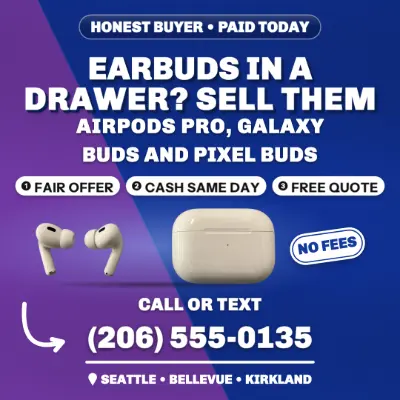 HONEST BUYER • PAID TODAY
EARBUDS IN A
DRAWER? SELL THEM
AIRPODS PRO, GALAXY
BUDS AND PIXEL BUDS
1 FAIR OFFER 2 CASH SAME DAY 3 FREE QUOTE
NO FEES
CALL OR TEXT
(206) 555-0135
SEATTLE • BELLEVUE • KIRKLAND